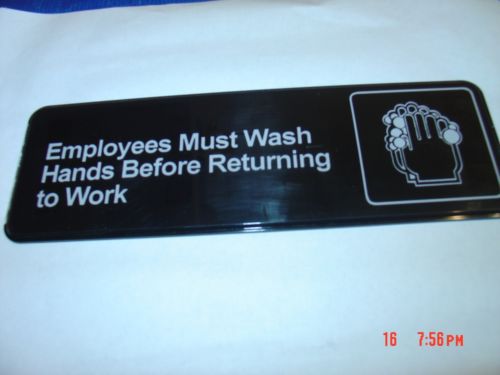 Employees Must Wash
Hands Before Returning
to Work
16 7:56PM